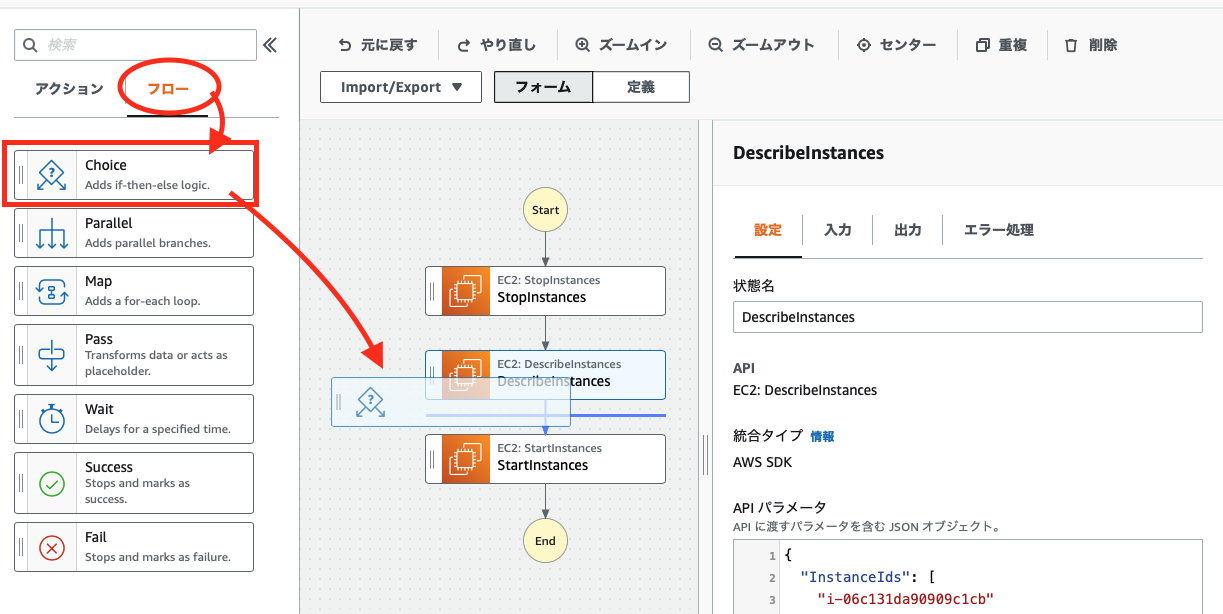 検索
アクション
フロー
Choice
Adds if-then-else logic.
Parallel
Adds parallel branches.
Map
Adds a for-each loop.
Pass
Transforms data or acts as
placeholder.
Wait
Delays for a specified time.
Success
Stops and marks as
success.
Fail
Stops and marks as failure.
元に戻す
やり直し
ズームイン
ズームアウト
センター
重複
削除
Import/Export
フォーム
定義
Start
EC2: StopInstances
StopInstances
EC2: DescribeInstances
DescribeInstances
EC2: StartInstances
StartInstances
End
DescribeInstances
設定
入力
出力
エラー処理
状態名
DescribeInstances
API
EC2: DescribeInstances
統合タイプ 情報
AWS SDK
API パラメータ
API に渡すパラメータを含む JSON オブジェクト。
1 {
2 "InstanceIds": [
3 "i-06c131da90909c1cb"